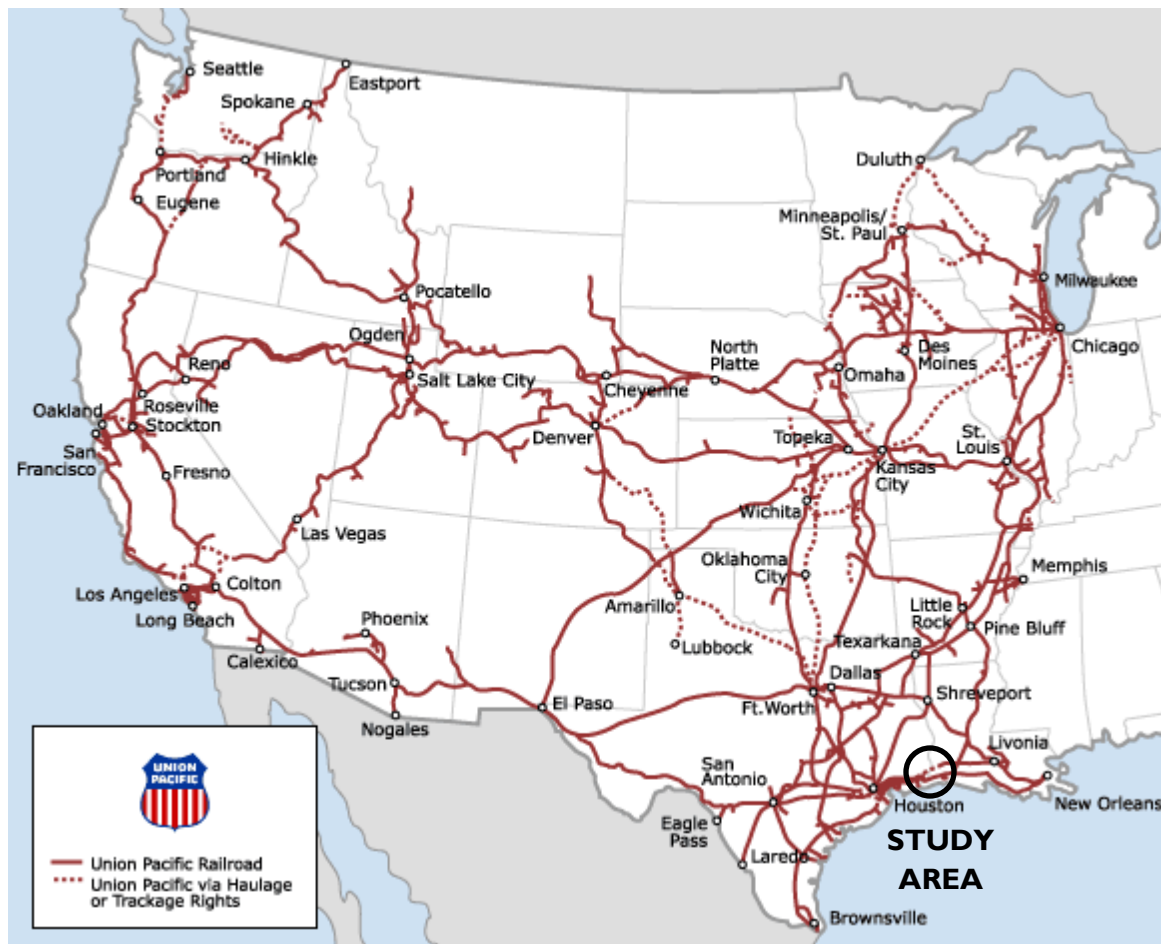 Seattle
Eastport
Spokane
Hinkle
Portland
Eugene
Duluth
Minneapolis/
St. Paul
Milwaukee
Pocatello
Ogden
Reno
Salt Lake City
Cheyenne
North
Platte
Omaha
Des
Moines
Chicago
Roseville
Oakland
Stockton
San
Francisco
Fresno
Denver
Topeka
Kansas
City
St.
Louis
Las Vegas
Wichita
Los Angeles
Colton
Long Beach
Calexico
Phoenix
Tucson
Nogales
Oklahoma
City
Amarillo
Lubbock
Memphis
Little
Rock
Pine Bluff
Texarkana
El Paso
Ft. Worth
Dallas
Shreveport
Livonia
San
Antonio
Houston
New Orleans
Eagle
Pass
Laredo
Brownsville
STUDY
AREA
UNION
PACIFIC
Union Pacific Railroad
Union Pacific via Haulage
or Trackage Rights